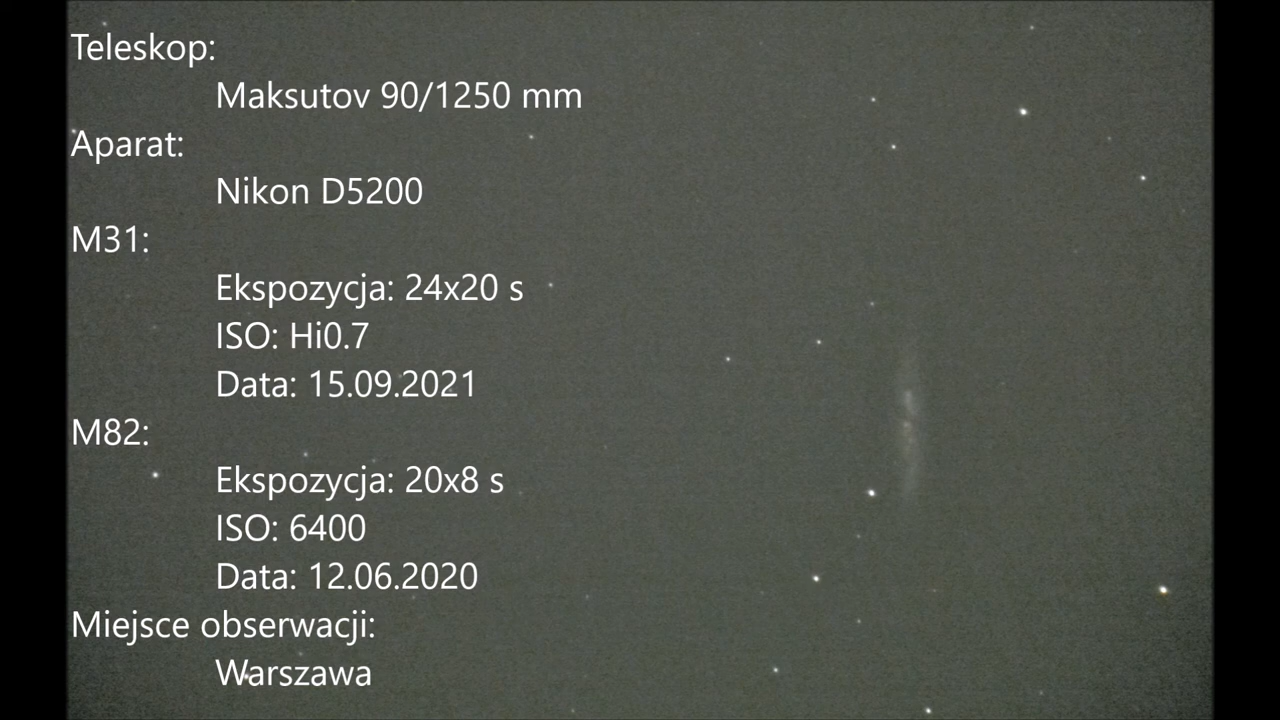 Teleskop:
Maksutov 90/1250 mm
Aparat:
Nikon D5200
M31:
Ekspozycja: 24x20 s
ISO: Hi0.7
Data: 15.09.2021
M82:
Ekspozycja: 20x8 s
ISO: 6400
Data: 12.06.2020
Miejsce obserwacji:
Warszawa